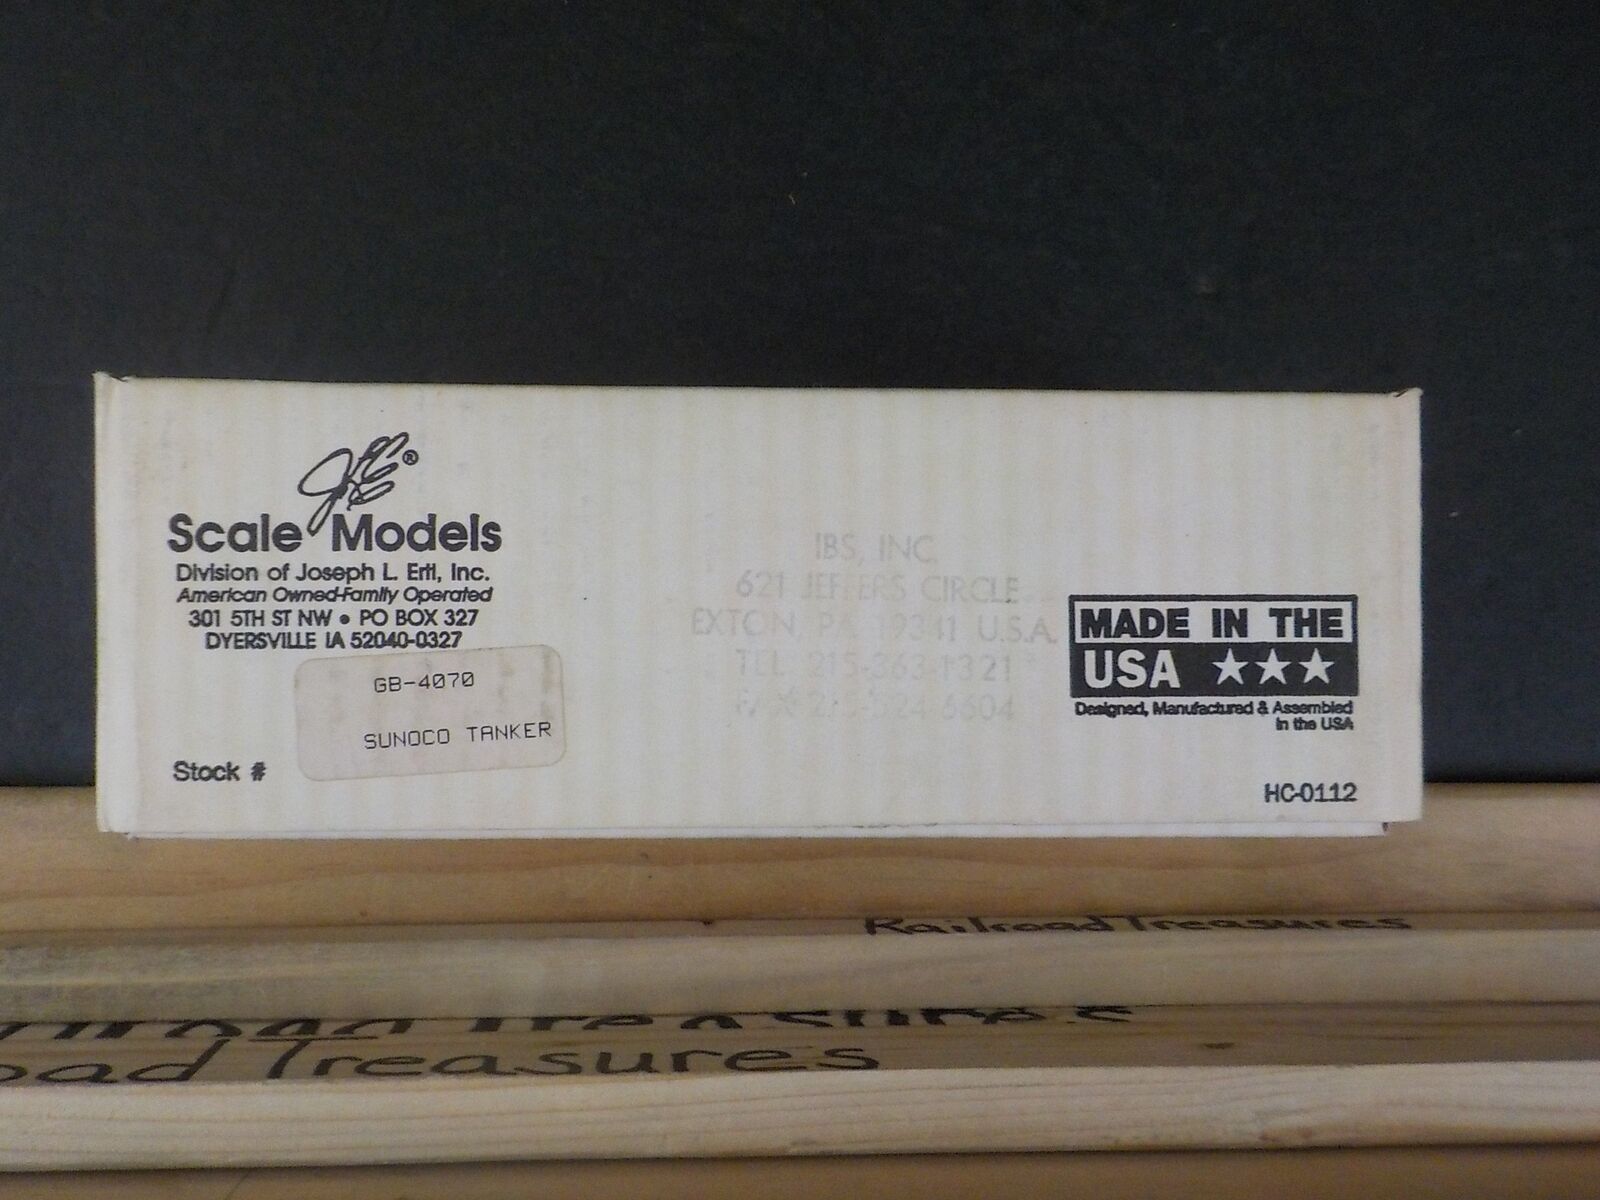 JLE®
Scale Models
Division of Joseph L. Ertl, Inc.
American Owned-Family Operated
301 5TH ST NW • PO BOX 327
DYERSVILLE IA 52040-0327
GB-4070
SUNOCO TANKER
Stock #
IBS, INC.
621 JEFFERS CIRCLE
EXTON, PA 19341 U.S.A.
TEL 215-363-1321
FAX
MADE IN THE
USA ★★★
Designed, Manufactured & Assembled
in the USA
HC-0112
Railroad Treasures
Treasures